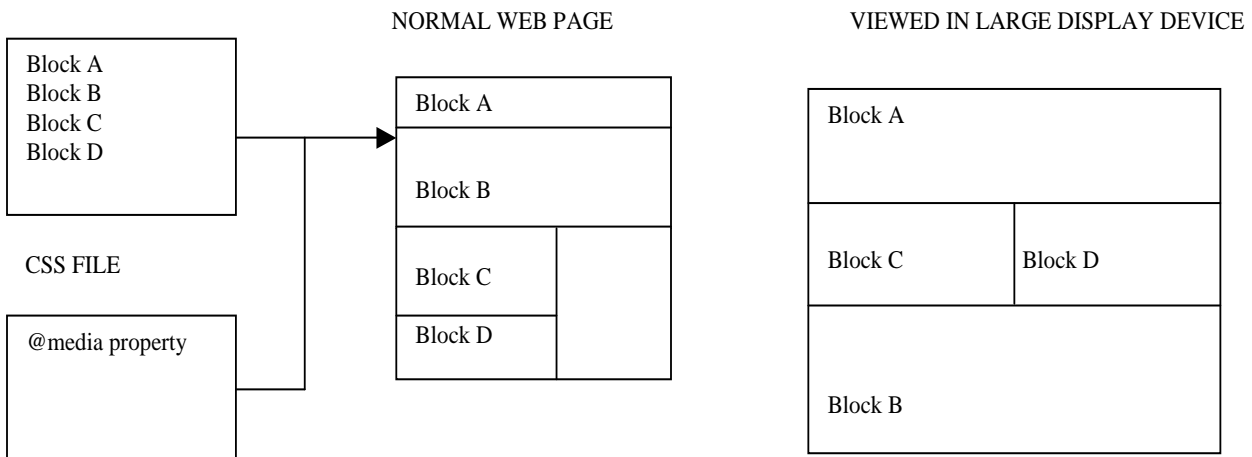 NORMAL WEB PAGE
VIEWED IN LARGE DISPLAY DEVICE
Block A
Block B
Block C
Block D
CSS FILE
@media property
Block A
Block B
Block C
Block D
Block A
Block C
Block D
Block B